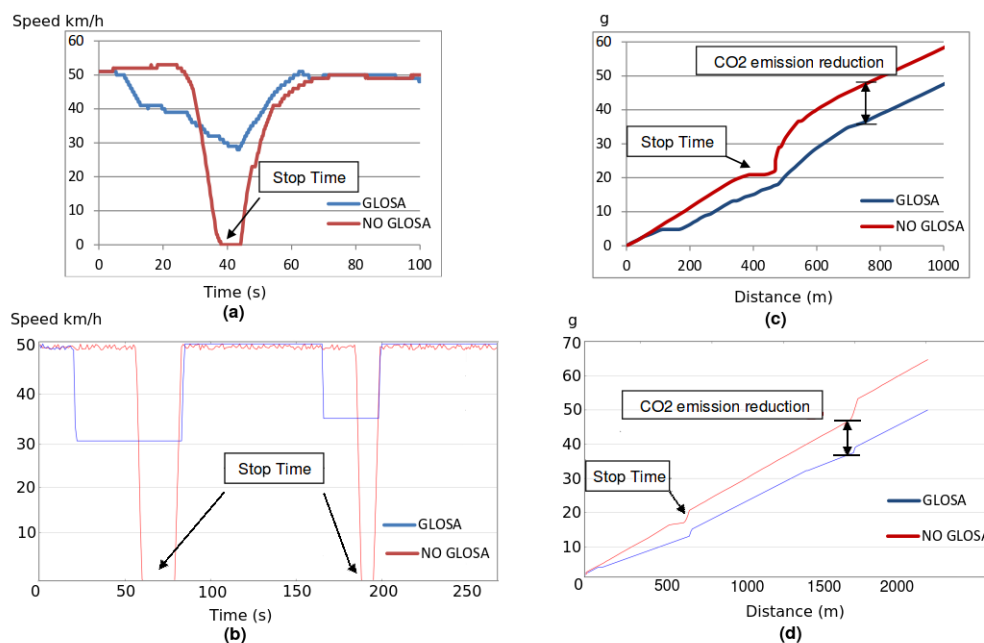 Speed km/h
60
50
40
30
20
10
0
0 20 40 60 80 100
Stop Time
GLOSA
NO GLOSA
Time (s)
(a)
g
60
50
40
30
20
10
0
0 200 400 600 800 1000
CO2 emission reduction
Stop Time
GLOSA
NO GLOSA
Distance (m)
(c)
Speed km/h
50
40
30
20
10
0 50 100 150 200 250
Stop Time
GLOSA
NO GLOSA
Time (s)
(b)
g
70
60
50
40
30
20
10
0 500 1000 1500 2000
CO2 emission reduction
Stop Time
GLOSA
NO GLOSA
Distance (m)
(d)